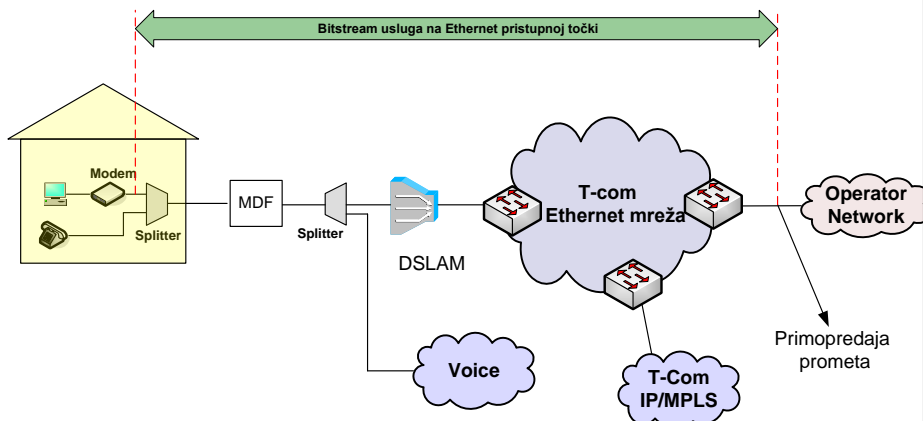 Bitstream usluga na Ethernet pristupnoj točki
Modem
Splitter
MDF
Splitter
DSLAM
T-com
Ethernet mreža
Operator
Network
Voice
T-Com
IP/MPLS
Primopredaja
prometa